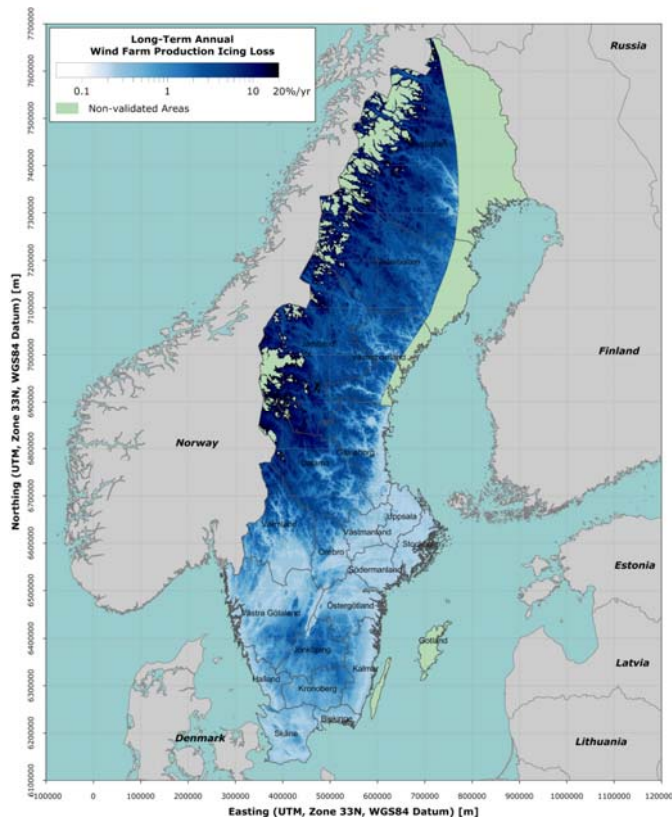 Long-Term Annual
Wind Farm Production Icing Loss
0.1 1 10 20%/yr
Non-validated Areas
Russia
Finland
Norway
Estonia
Latvia
Lithuania
Denmark
Uppsala
Västmanland
Stockholm
Örebro
Södermanland
Östergötland
Västra Götaland
Gotland
Jönköping
Kalmar
Halland
Kronoberg
Blekinge
Skåne
Northing (UTM, Zone 33N, WGS84 Datum) [m]
7700000
7600000
7500000
7400000
7300000
7200000
7100000
7000000
6900000
6800000
6700000
6600000
6500000
6400000
6300000
6200000
6100000
-100000 0 100000 200000 300000 400000 500000 600000 700000 800000 900000 1000000 1100000 1200000
Easting (UTM, Zone 33N, WGS84 Datum) [m]